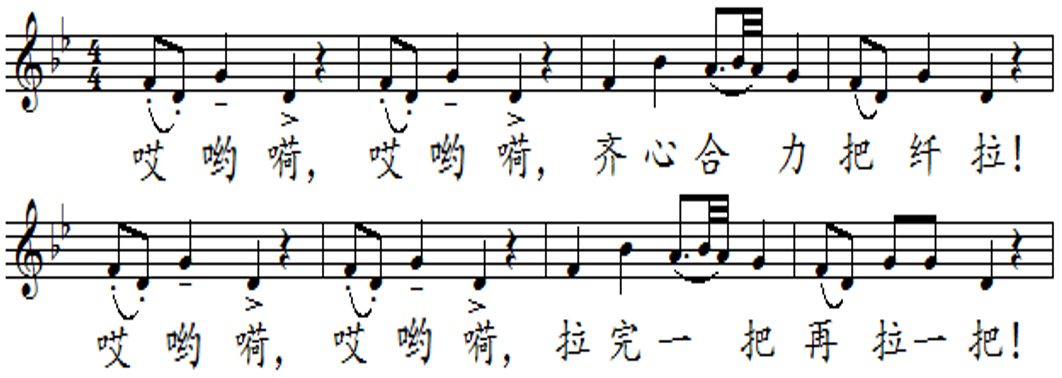 哎 哟 嗬, 哎 哟 嗬, 齐心合 力 把 纤 拉!
哎 哟 嗬, 哎 哟 嗬, 拉完一 把 再 拉一把!